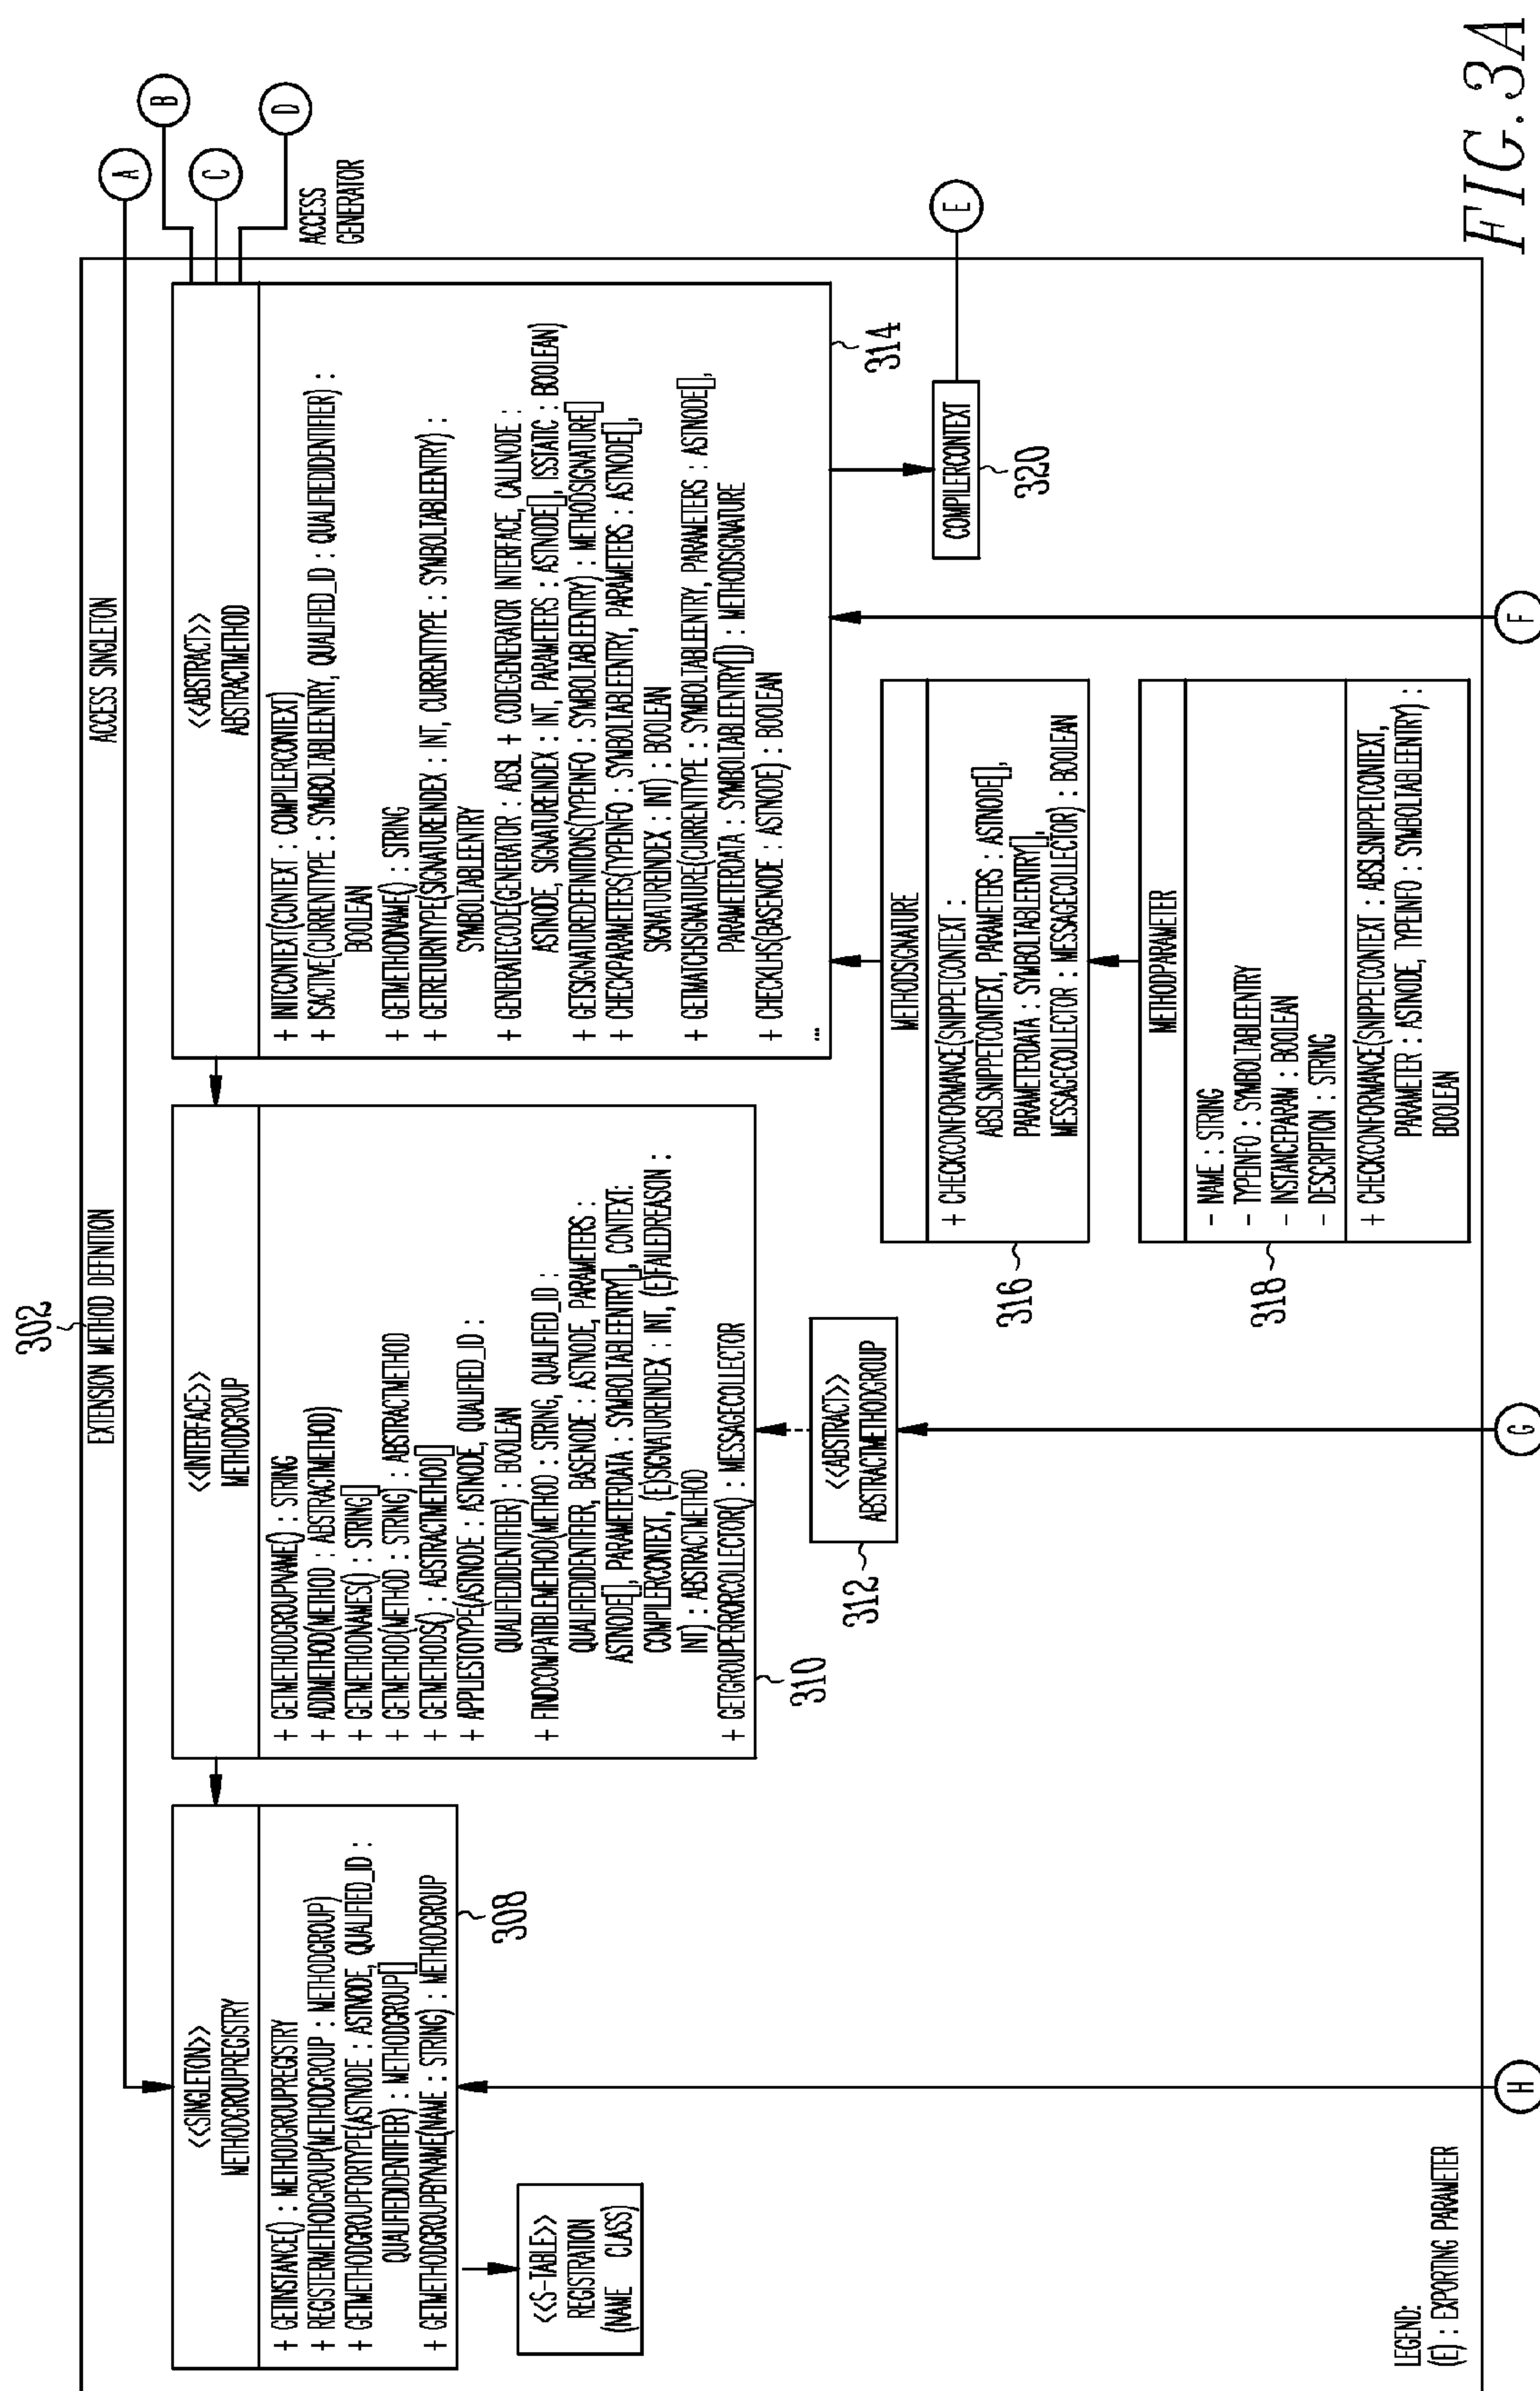 302
EXTENSION METHOD DEFINITION
ACCESS SINGLETON
A
B
C
D
ACCESS
GENERATOR
<<SINGLETON>>
METHODGROUPREGISTRY
+ GETINSTANCE() : METHODGROUPREGISTRY
+ REGISTERMETHODGROUP(METHODGROUP : METHODGROUP)
+ GETMETHODGROUPFORTYPE(ASTNODE : ASTNODE, QUALIFIED_ID :
QUALIFIEDIDENTIFIER) : METHODGROUP[]
+ GETMETHODGROUPBYNAME(NAME : STRING) : METHODGROUP
308
<<S-TABLE>>
REGISTRATION
(NAME CLASS)
<<INTERFACE>>
METHODGROUP
+ GETMETHODGROUPNAME() : STRING
+ ADDMETHOD(METHOD : ABSTRACTMETHOD)
+ GETMETHODNAMES() : STRING[]
+ GETMETHOD(METHOD : STRING) : ABSTRACTMETHOD
+ GETMETHODS() : ABSTRACTMETHOD[]
+ APPLIESTOTYPE(ASTNODE : ASTNODE, QUALIFIED_ID :
QUALIFIEDIDENTIFIER) : BOOLEAN
+ FINDCOMPATIBLEMETHOD(METHOD : STRING, QUALIFIED_ID :
QUALIFIEDIDENTIFIER, BASENODE : ASTNODE, PARAMETERS :
ASTNODE[], PARAMETERDATA : SYMBOLTABLEENTRY[], CONTEXT:
COMPILERCONTEXT, (E)SIGNATUREINDEX : INT, (E)FAILEDREASON :
INT) : ABSTRACTMETHOD
+ GETGROUPERRORCOLLECTOR() : MESSAGECOLLECTOR
310
<<ABSTRACT>>
ABSTRACTMETHODGROUP
312
<<ABSTRACT>>
ABSTRACTMETHOD
+ INITCONTEXT(CONTEXT : COMPILERCONTEXT)
+ ISACTIVE(CURRENTTYPE : SYMBOLTABLEENTRY, QUALIFIED_ID : QUALIFIEDIDENTIFIER) :
BOOLEAN
+ GETMETHODNAME() : STRING
+ GETRETURNTYPE(SIGNATUREINDEX : INT, CURRENTTYPE : SYMBOLTABLEENTRY) :
SYMBOLTABLEENTRY
+ GENERATECODE(GENERATOR : ABSL + CODEGENERATOR INTERFACE, CALLNODE :
ASTNODE, SIGNATUREINDEX : INT, PARAMETERS : ASTNODE[], ISSTATIC : BOOLEAN)
+ GETSIGNATUREDEFINITIONS(TYPEINFO : SYMBOLTABLEENTRY) : METHODSIGNATURE[]
+ CHECKPARAMETERS(TYPEINFO : SYMBOLTABLEENTRY, PARAMETERS : ASTNODE[],
SIGNATUREINDEX : INT) : BOOLEAN
+ GETMATCHSIGNATURE(CURRENTTYPE : SYMBOLTABLEENTRY, PARAMETERS : ASTNODE[],
PARAMETERDATA : SYMBOLTABLEENTRY[]) : METHODSIGNATURE
+ CHECKLHS(BASENODE : ASTNODE) : BOOLEAN
...
314
COMPILERCONTEXT
320
E
METHODSIGNATURE
+ CHECKCONFORMANCE(SNIPPETCONTEXT :
ABSLSNIPPETCONTEXT, PARAMETERS : ASTNODE[],
PARAMETERDATA : SYMBOLTABLEENTRY[],
MESSAGECOLLECTOR : MESSAGECOLLECTOR) : BOOLEAN
316
METHODPARAMETER
- NAME : STRING
- TYPEINFO : SYMBOLTABLEENTRY
- INSTANCEPARAM : BOOLEAN
- DESCRIPTION : STRING
+ CHECKCONFORMANCE(SNIPPETCONTEXT : ABSLSNIPPETCONTEXT,
PARAMETER : ASTNODE, TYPEINFO : SYMBOLTABLEENTRY) :
BOOLEAN
318
LEGEND:
(E) : EXPORTING PARAMETER
H
G
F
FIG. 3A